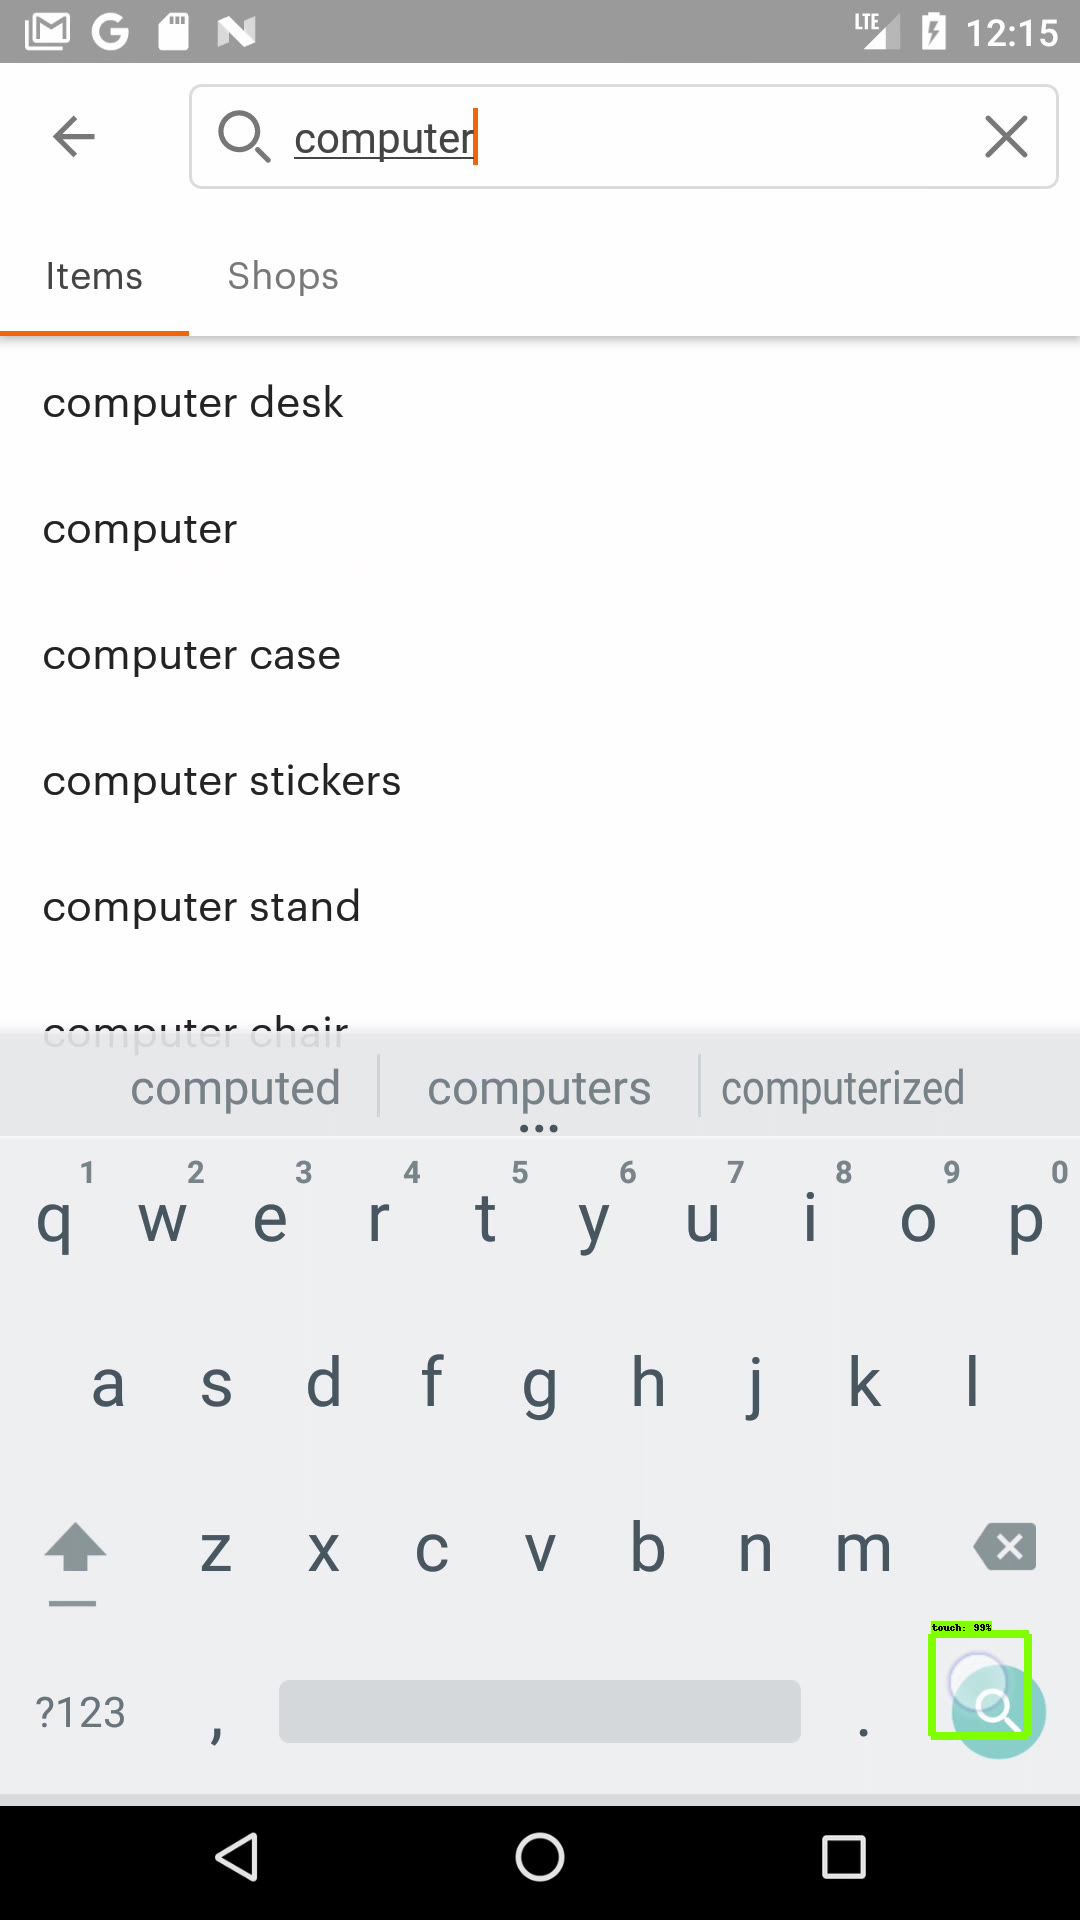 LTE 12:15
computer
Items Shops
computer desk
computer
computer case
computer stickers
computer stand
computer chair
computed computers computerized
1 2 3 4 5 6 7 8 9 0
q w e r t y u i o p
a s d f g h j k l
z x c v b n m
touch: 99%
?123 , .